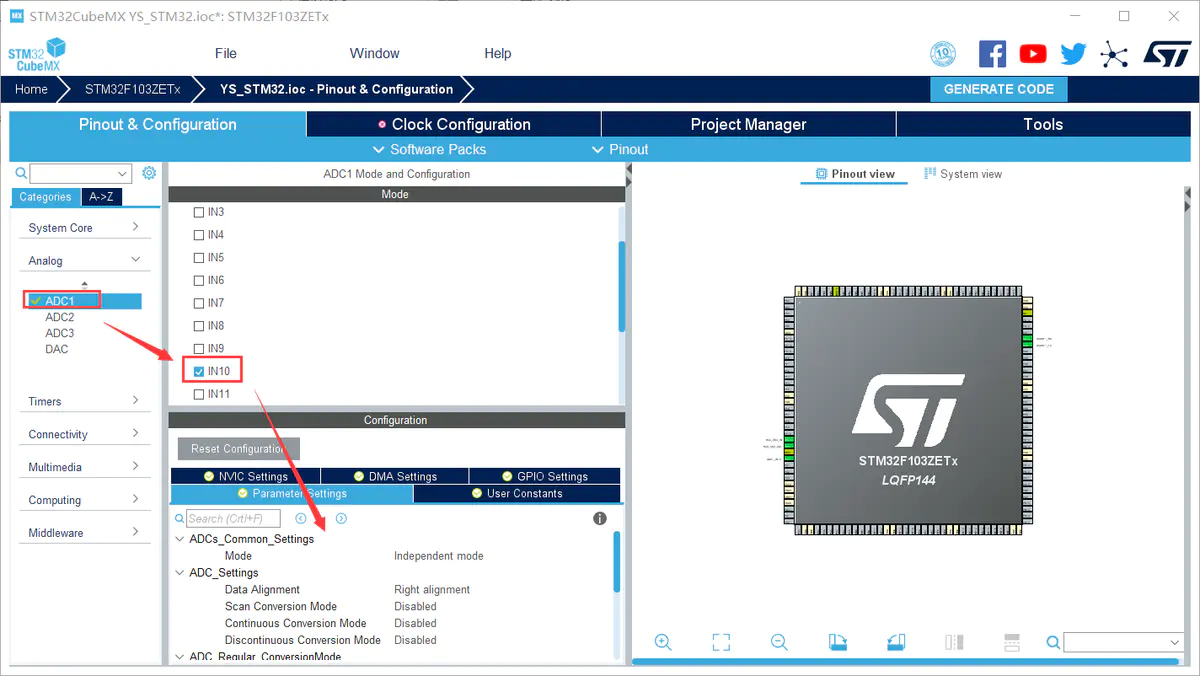 MX STM32CubeMX YS_STM32.ioc*: STM32F103ZETx
STM32
CubeMX
File Window Help
10
Home STM32F103ZETx YS_STM32.ioc - Pinout & Configuration GENERATE CODE
Pinout & Configuration Clock Configuration Project Manager Tools
Software Packs Pinout
Categories A->Z
System Core
Analog
ADC1
ADC2
ADC3
DAC
Timers
Connectivity
Multimedia
Computing
Middleware
ADC1 Mode and Configuration
Mode
IN3
IN4
IN5
IN6
IN7
IN8
IN9
IN10
IN11
Configuration
Reset Configuration
NVIC Settings DMA Settings GPIO Settings
Parameter Settings User Constants
Search (Crtl+F)
ADCs_Common_Settings
Mode Independent mode
ADC_Settings
Data Alignment Right alignment
Scan Conversion Mode Disabled
Continuous Conversion Mode Disabled
Discontinuous Conversion Mode Disabled
ADC_Regular_ConversionMode
Pinout view System view
ST
STM32F103ZETx
LQFP144